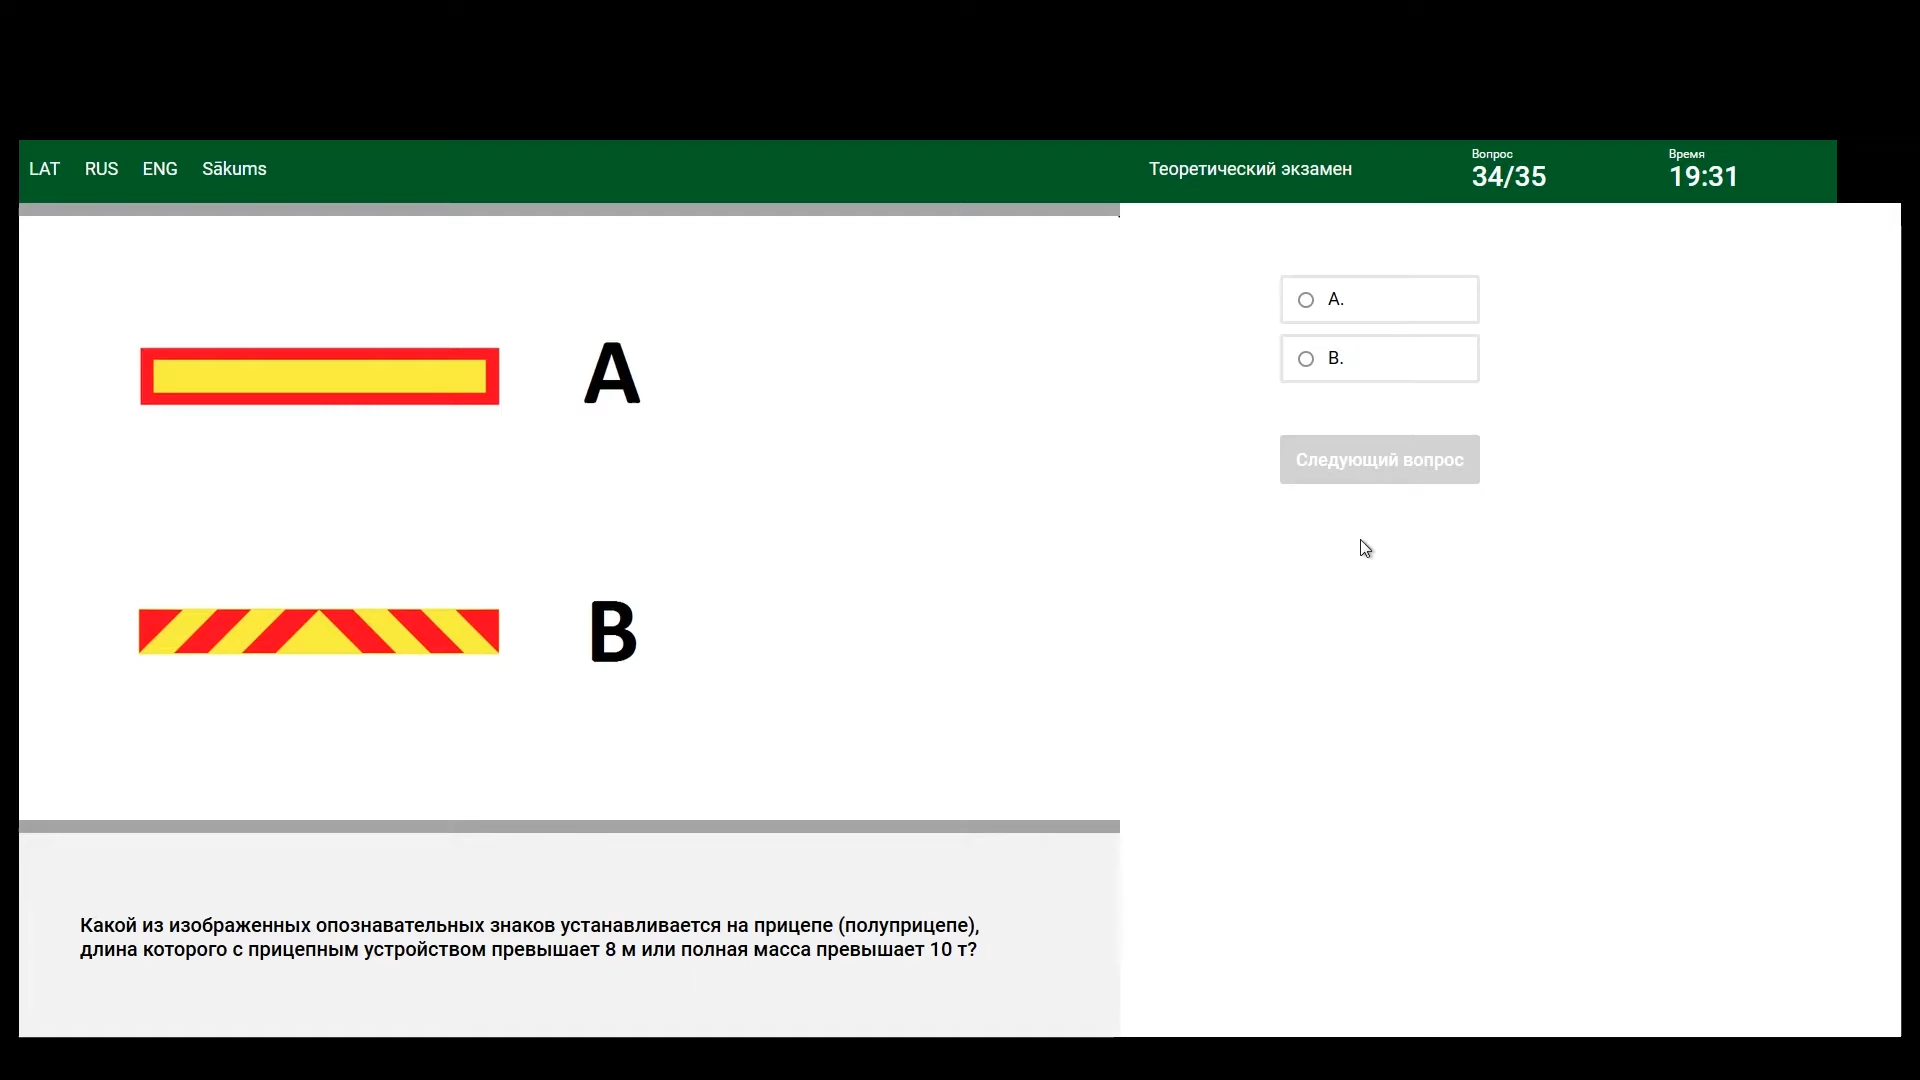 LAT RUS ENG Sākums Теоретический экзамен
Вопрос
34/35
Время
19:31
A
B
A.
B.
Следующий вопрос
Какой из изображенных опознавательных знаков устанавливается на прицепе (полуприцепе),
длина которого с прицепным устройством превышает 8 м или полная масса превышает 10 т?